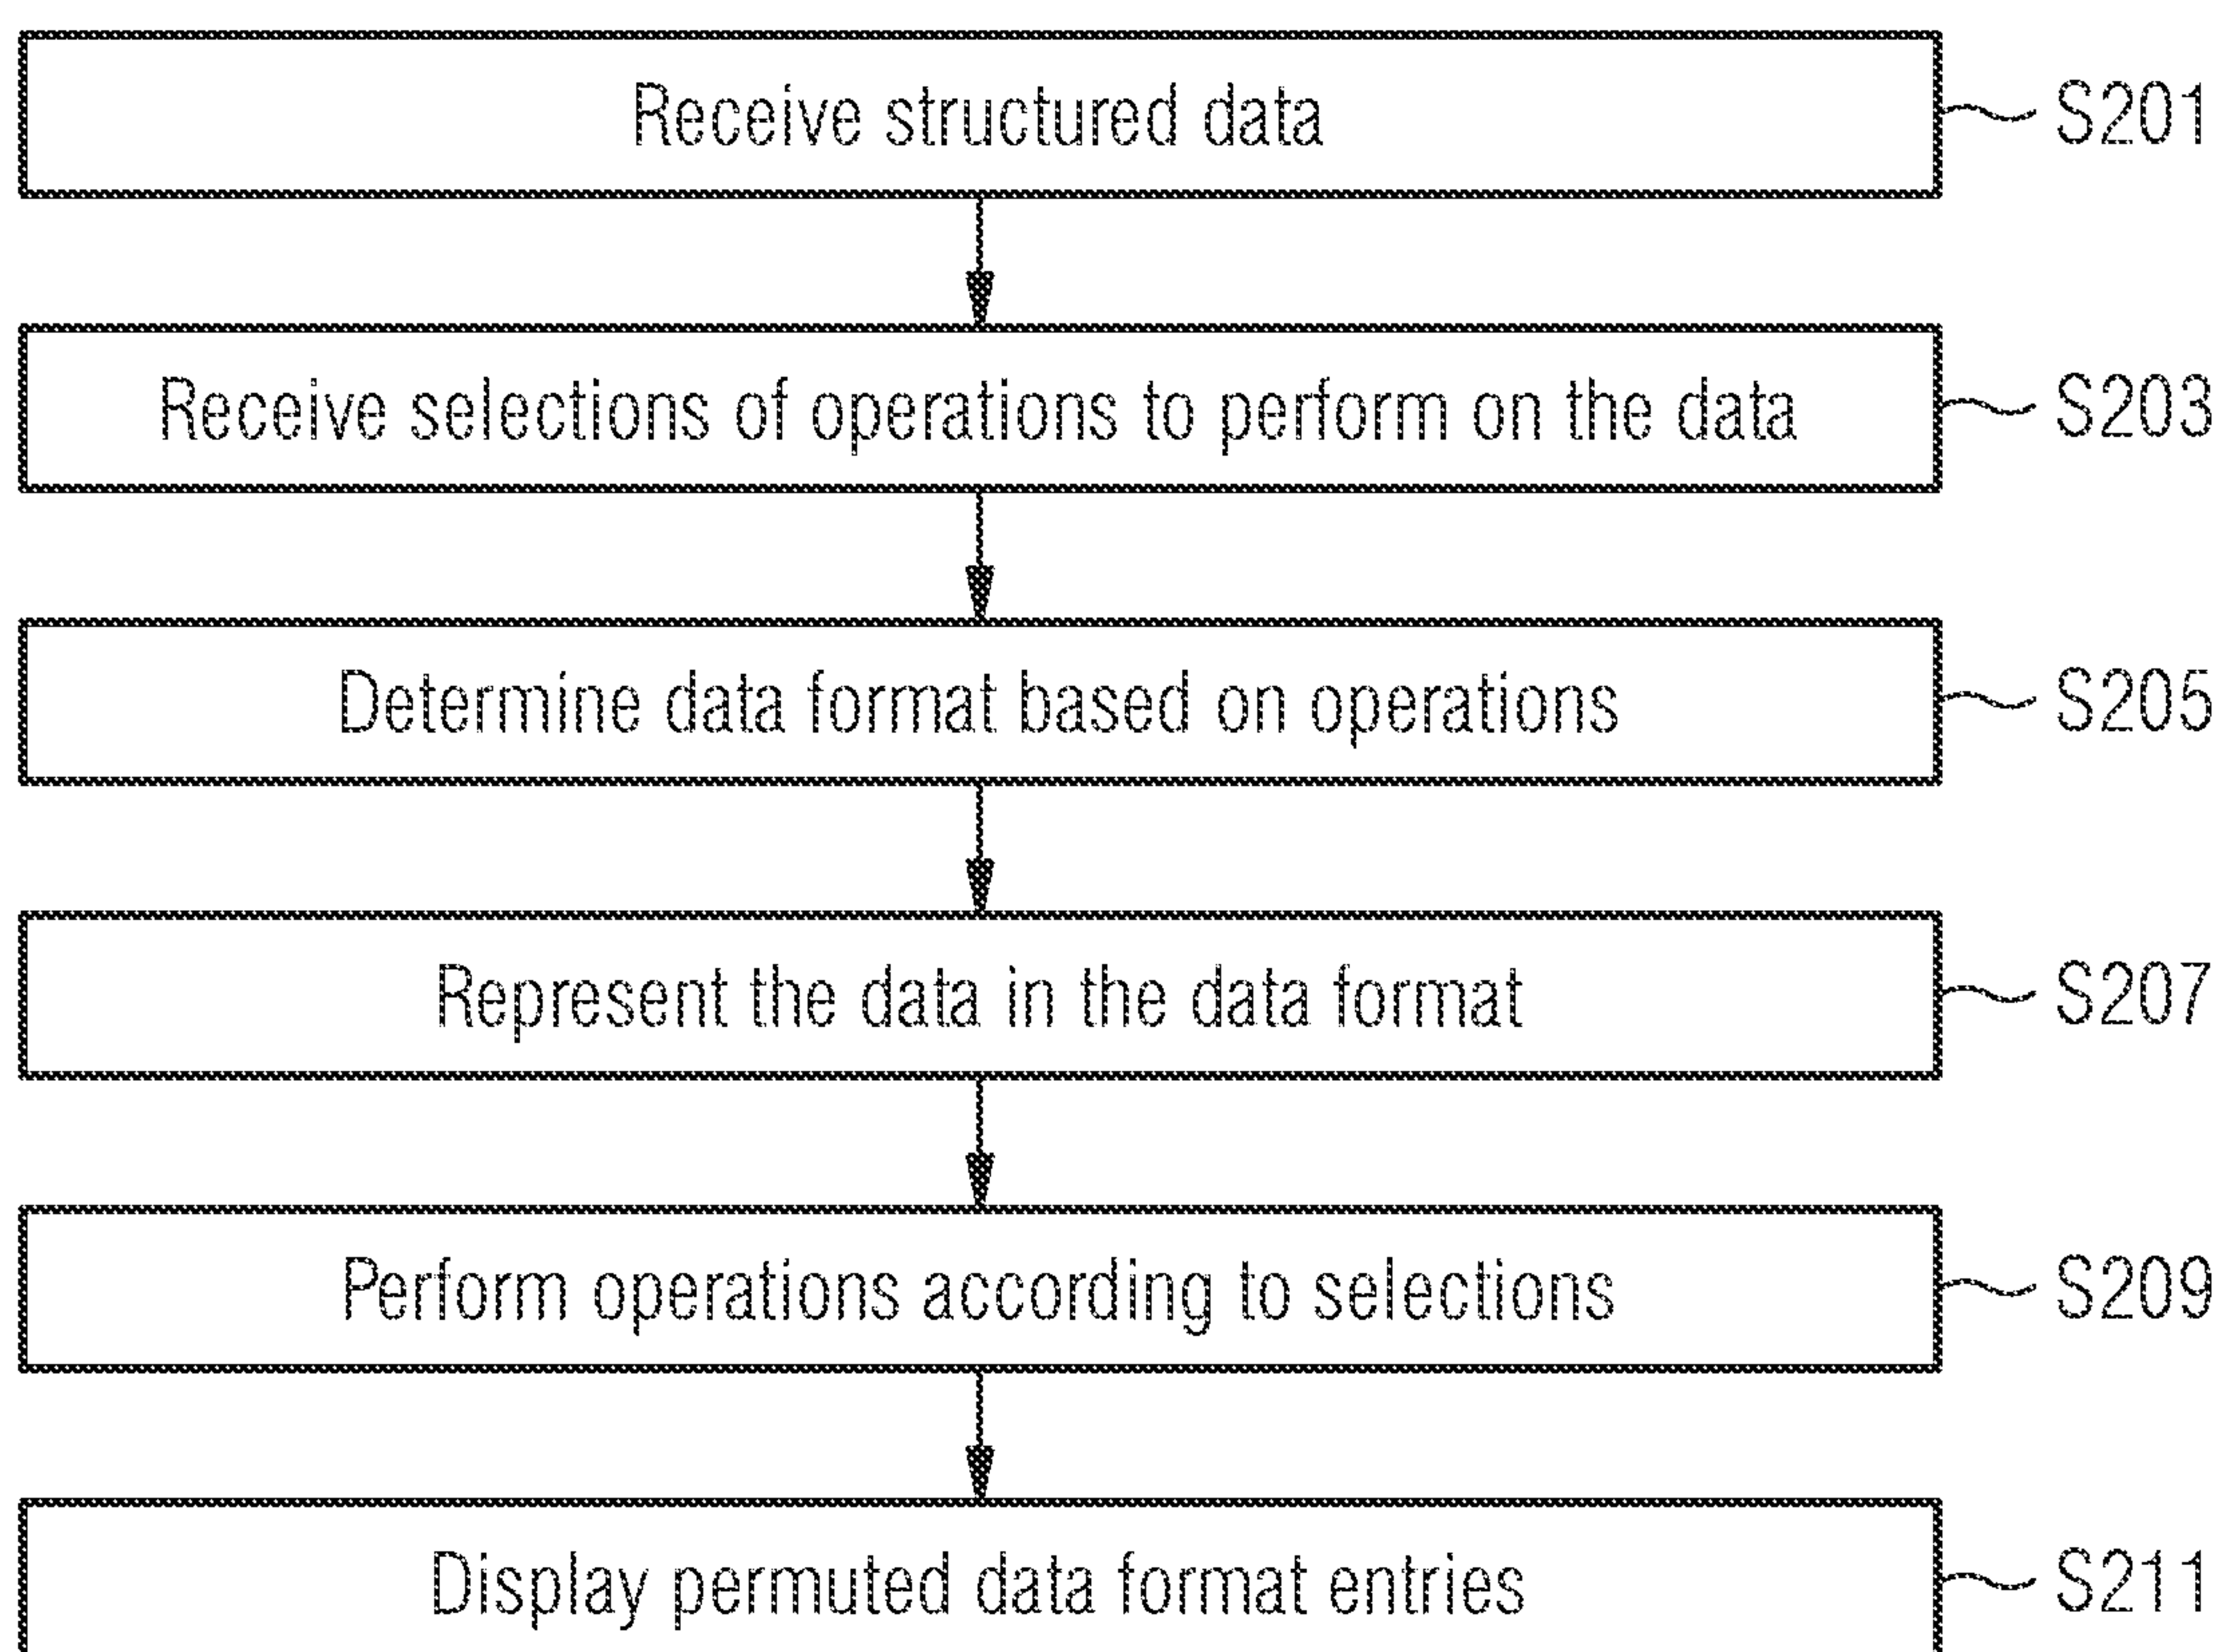 Receive structured data
S201
Receive selections of operations to perform on the data
S203
Determine data format based on operations
S205
Represent the data in the data format
S207
Perform operations according to selections
S209
Display permuted data format entries
S211